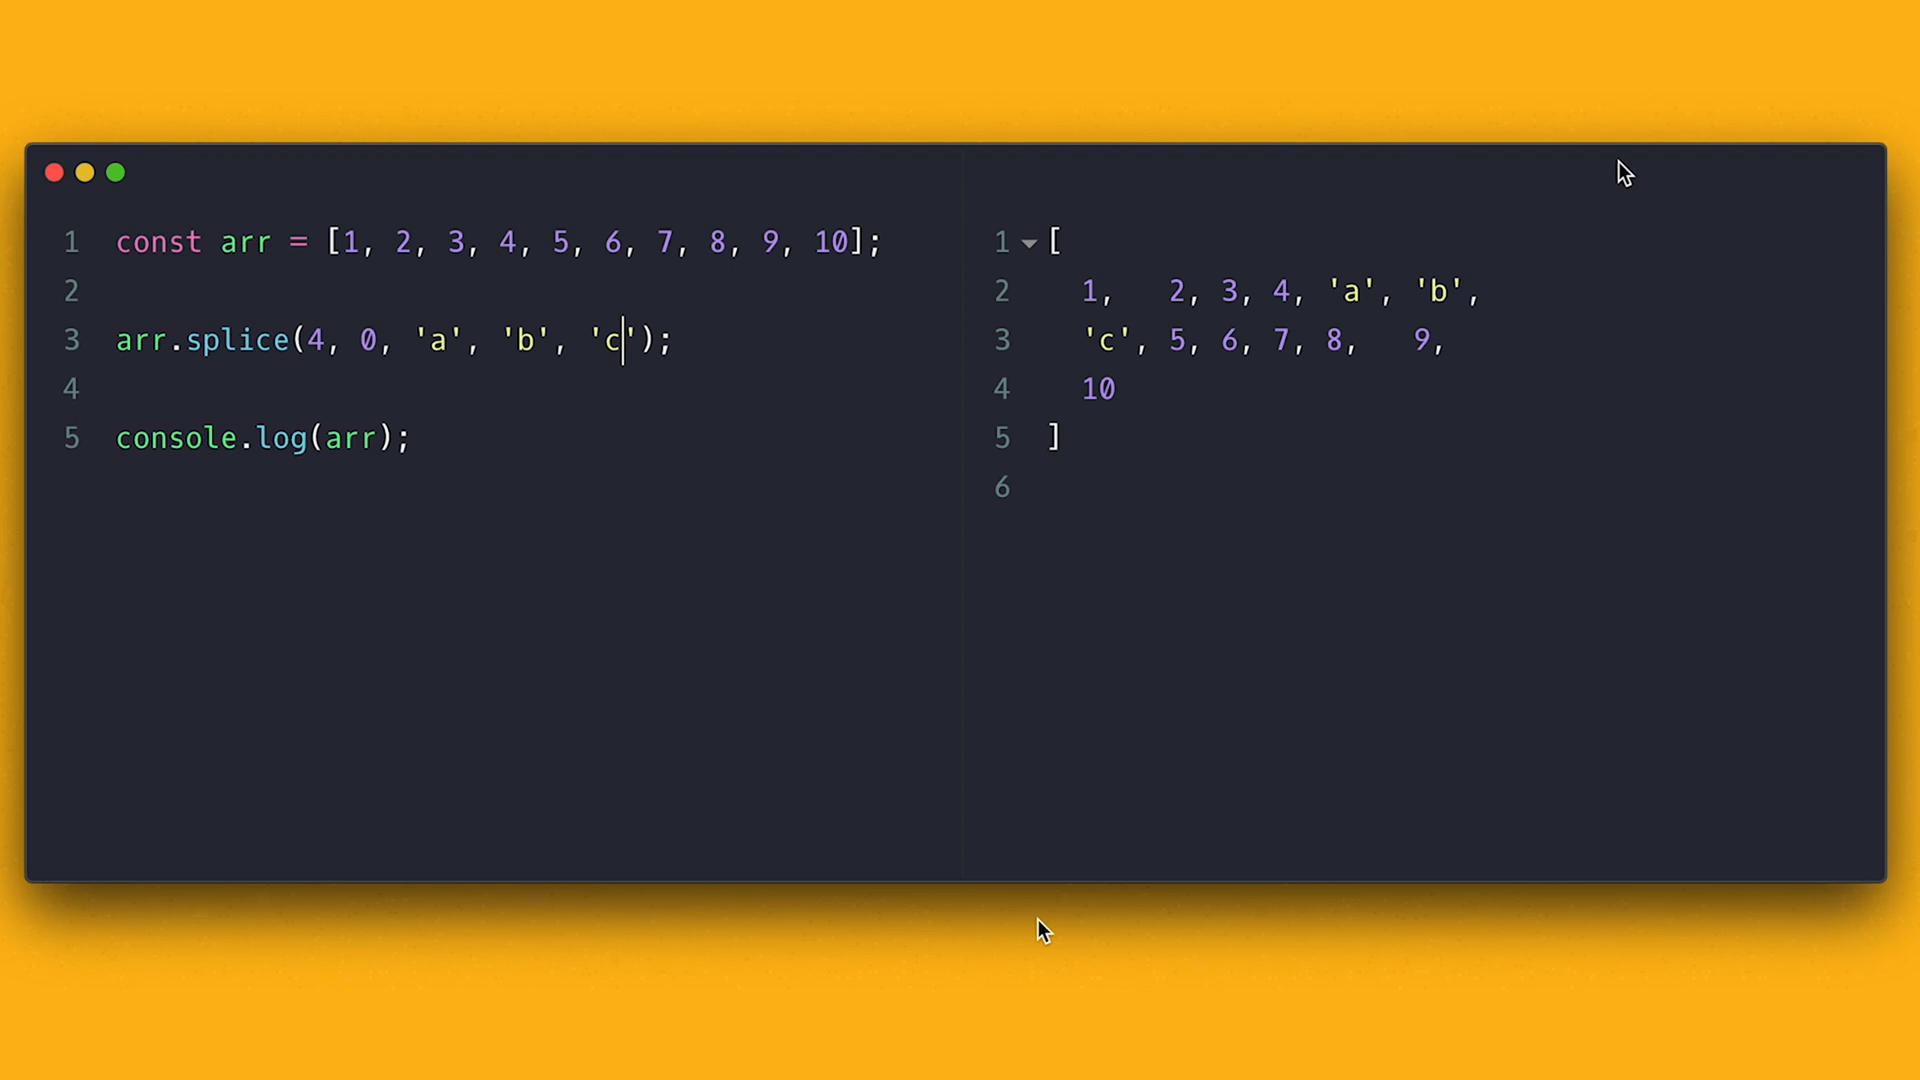 1 const arr = [1, 2, 3, 4, 5, 6, 7, 8, 9, 10];
2
3 arr.splice(4, 0, 'a', 'b', 'c');
4
5 console.log(arr);
1 [
2 1, 2, 3, 4, 'a', 'b',
3 'c', 5, 6, 7, 8, 9,
4 10
5 ]
6